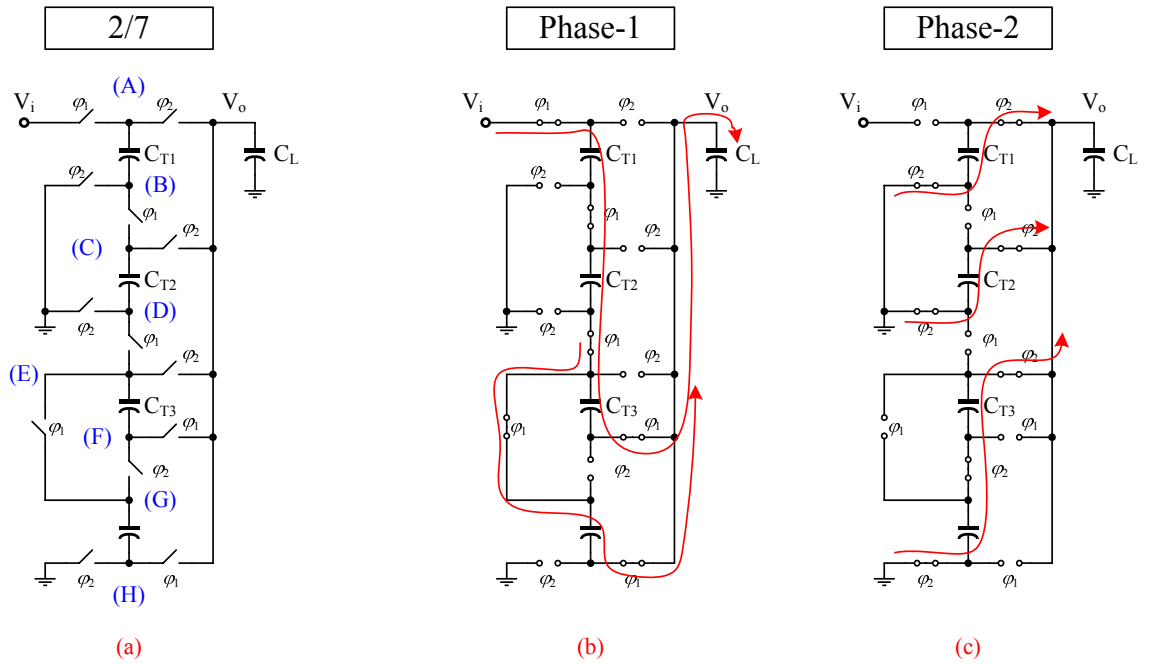 2/7
Phase-1
Phase-2
(A)
Vi φ1 φ2 Vo
CT1 CL
φ2 (B)
φ1
(C) φ2
CT2
φ2 (D)
φ1
(E) φ2
CT3
φ1 (F) φ1
φ2
(G)
φ2 φ1
(H)
(a)
Vi φ1 φ2 Vo
CT1 CL
φ2
φ1
φ2
CT2
φ2
φ1
φ2
CT3
φ1 φ1
φ2
φ2 φ1
(b)
Vi φ1 φ2 Vo
CT1 CL
φ2
φ1
φ2
CT2
φ2
φ1
φ2
CT3
φ1 φ1
φ2
φ2 φ1
(c)